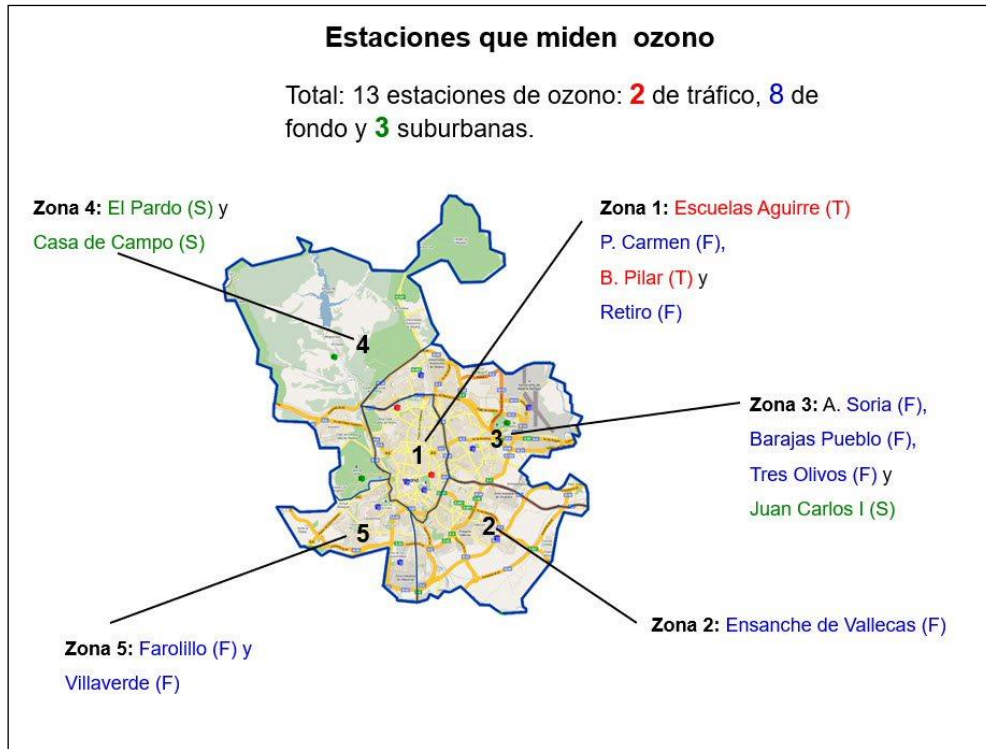 Estaciones que miden ozono
Total: 13 estaciones de ozono: 2 de tráfico, 8 de
fondo y 3 suburbanas.
Zona 4: El Pardo (S) y
Casa de Campo (S)
Zona 1: Escuelas Aguirre (T)
P. Carmen (F),
B. Pilar (T) y
Retiro (F)
4
Zona 3: A. Soria (F),
Barajas Pueblo (F),
Tres Olivos (F) y
Juan Carlos I (S)
3
1
Madrid
2
5
Zona 2: Ensanche de Vallecas (F)
Zona 5: Farolillo (F) y
Villaverde (F)